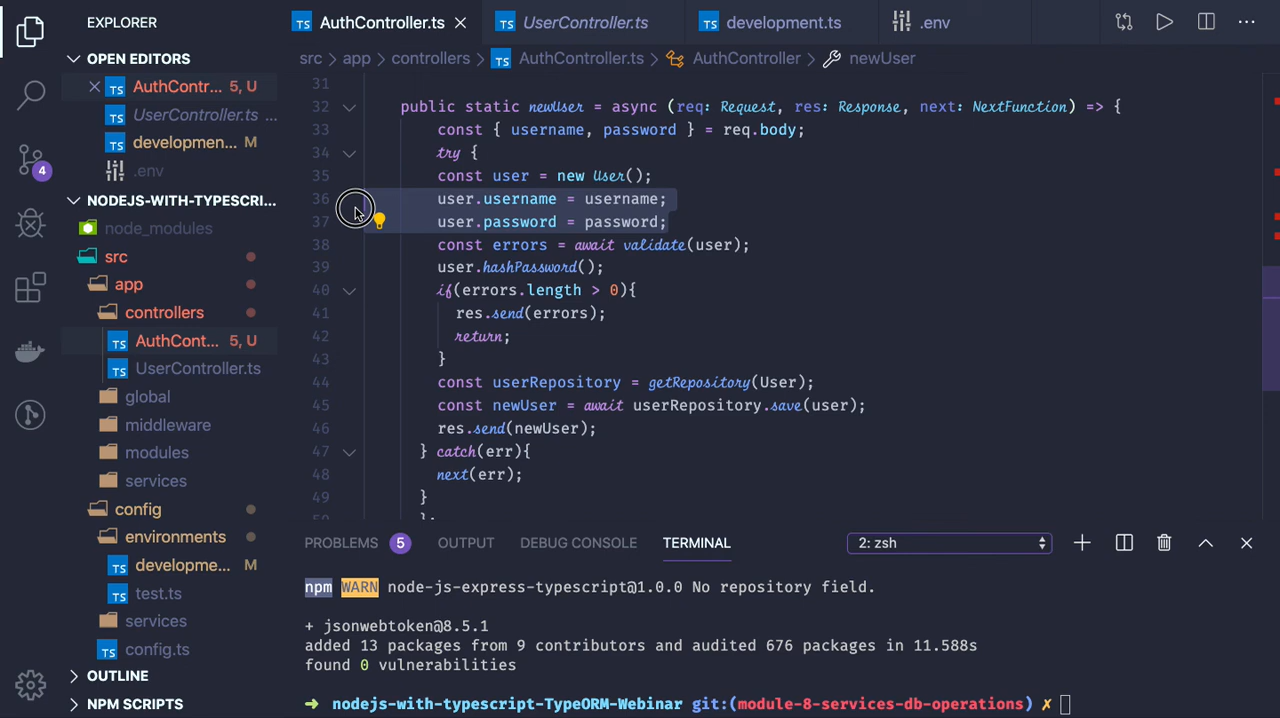 EXPLORER
OPEN EDITORS
TS AuthContr... 5, U
TS UserController.ts ...
TS developmen... M
.env
4
NODEJS-WITH-TYPESCRI...
node_modules
src
app
controllers
TS AuthCont... 5, U
TS UserController.ts
global
middleware
modules
services
config
environments
TS developme... M
TS test.ts
services
TS config.ts
OUTLINE
NPM SCRIPTS
TS AuthController.ts TS UserController.ts TS development.ts .env
src > app > controllers > TS AuthController.ts > AuthController > newUser
31
32 public static newUser = async (req: Request, res: Response, next: NextFunction) => {
33 const { username, password } = req.body;
34 try {
35 const user = new User();
36 user.username = username;
37 user.password = password;
38 const errors = await validate(user);
39 user.hashPassword();
40 if(errors.length > 0){
41 res.send(errors);
42 return;
43 }
44 const userRepository = getRepository(User);
45 const newUser = await userRepository.save(user);
46 res.send(newUser);
47 } catch(err){
48 next(err);
49 }
50 };
PROBLEMS 5 OUTPUT DEBUG CONSOLE TERMINAL 2: zsh
npm WARN node-js-express-typescript@1.0.0 No repository field.
+ jsonwebtoken@8.5.1
added 13 packages from 9 contributors and audited 676 packages in 11.588s
found 0 vulnerabilities
➜ nodejs-with-typescript-TypeORM-Webinar git:(module-8-services-db-operations) ✗